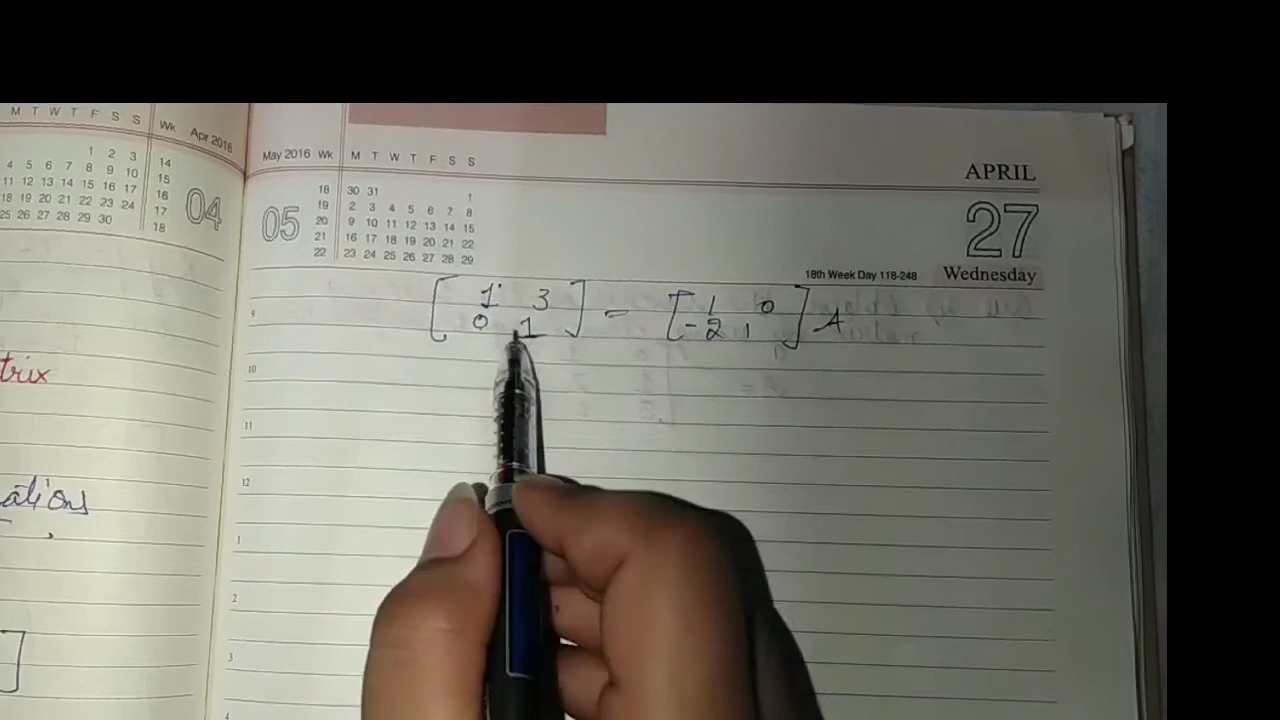 M T W T F S S Wk Apr 2016
1 2 3 14
4 5 6 7 8 9 10 15
11 12 13 14 15 16 17 16
18 19 20 21 22 23 24 17
25 26 27 28 29 30 18
04
May 2016 Wk M T W T F S S
18 30 31 1
19 2 3 4 5 6 7 8
20 9 10 11 12 13 14 15
21 16 17 18 19 20 21 22
22 23 24 25 26 27 28 29
05
APRIL
27
18th Week Day 118-248 Wednesday
[1 3] = [1 0] A
[0 1] [-2 1]
trix
ations
9
10
11
12
1
2
3
4